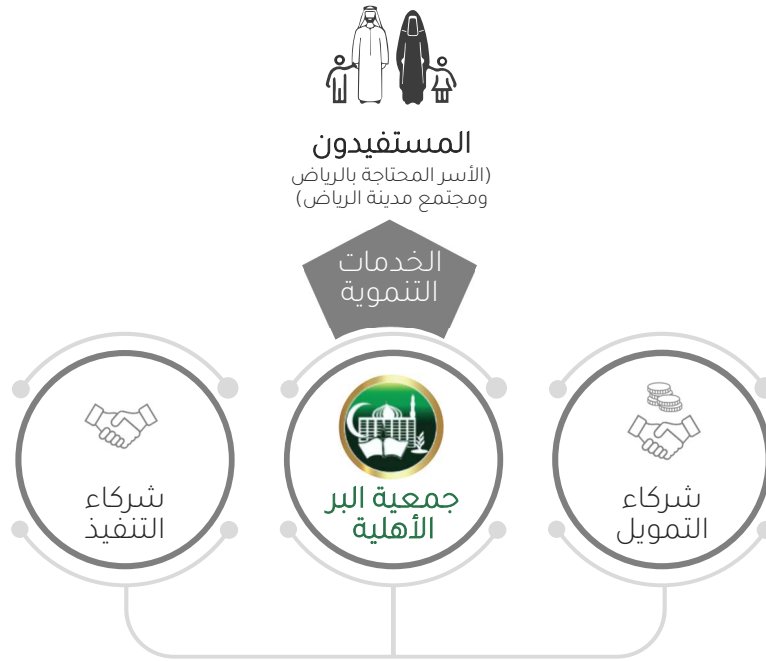 المستفيدون
(الأسر المحتاجة بالرياض
ومجتمع مدينة الرياض)
الخدمات
التنموية
شركاء
التمويل
جمعية البر
الأهلية
شركاء
التنفيذ